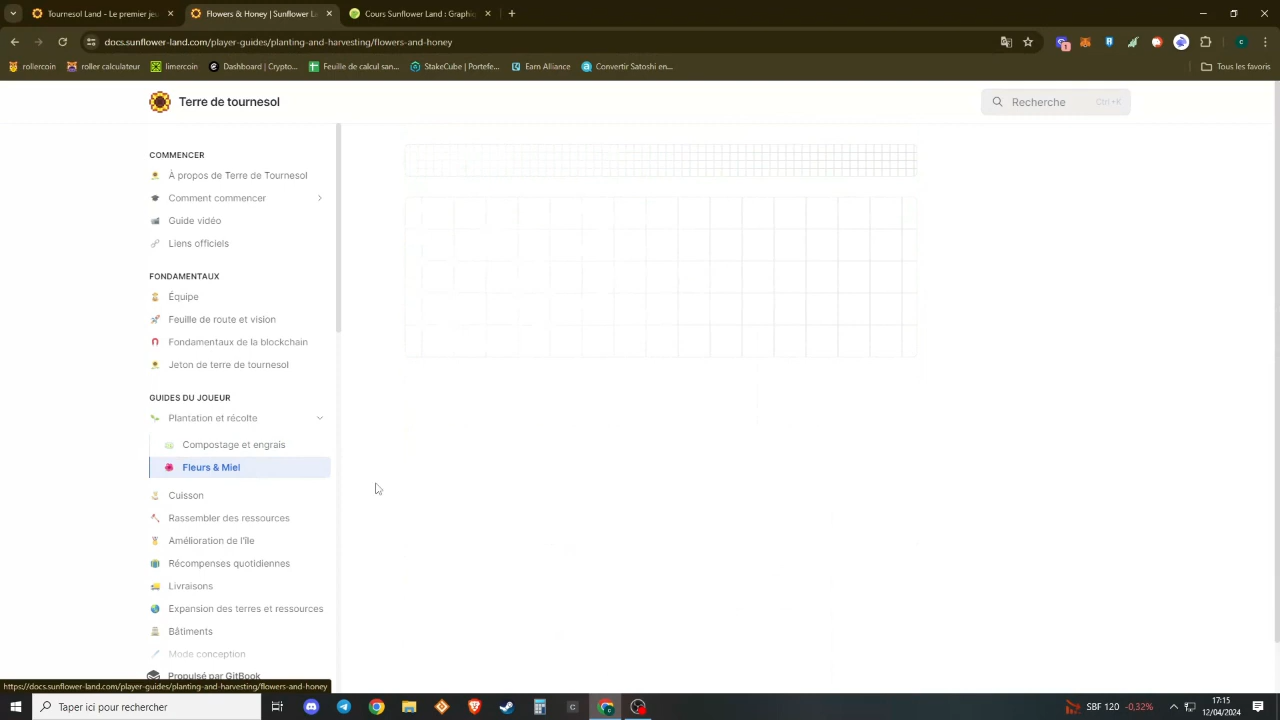 Tournesol Land - Le premier jeu
Flowers & Honey | Sunflower La
Cours Sunflower Land : Graphi
docs.sunflower-land.com/player-guides/planting-and-harvesting/flowers-and-honey
rollercoin
roller calculateur
limercoin
Dashboard | Crypto...
Feuille de calcul san...
StakeCube | Portefe...
Earn Alliance
Convertir Satoshi en...
Tous les favoris
Terre de tournesol
Recherche
Ctrl+K
COMMENCER
À propos de Terre de Tournesol
Comment commencer
Guide vidéo
Liens officiels
FONDAMENTAUX
Équipe
Feuille de route et vision
Fondamentaux de la blockchain
Jeton de terre de tournesol
GUIDES DU JOUEUR
Plantation et récolte
Compostage et engrais
Fleurs & Miel
Cuisson
Rassembler des ressources
Amélioration de l'île
Récompenses quotidiennes
Livraisons
Expansion des terres et ressources
Bâtiments
Mode conception
Propulsé par GitBook
https://docs.sunflower-land.com/player-guides/planting-and-harvesting/flowers-and-honey
Taper ici pour rechercher
SBF 120 -0,32%
17:15
12/04/2024